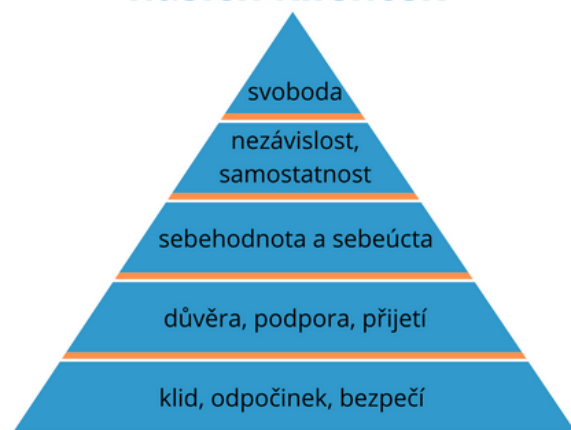 svoboda
nezávislost,
samostatnost
sebehodnota a sebeúcta
důvěra, podpora, přijetí
klid, odpočinek, bezpečí